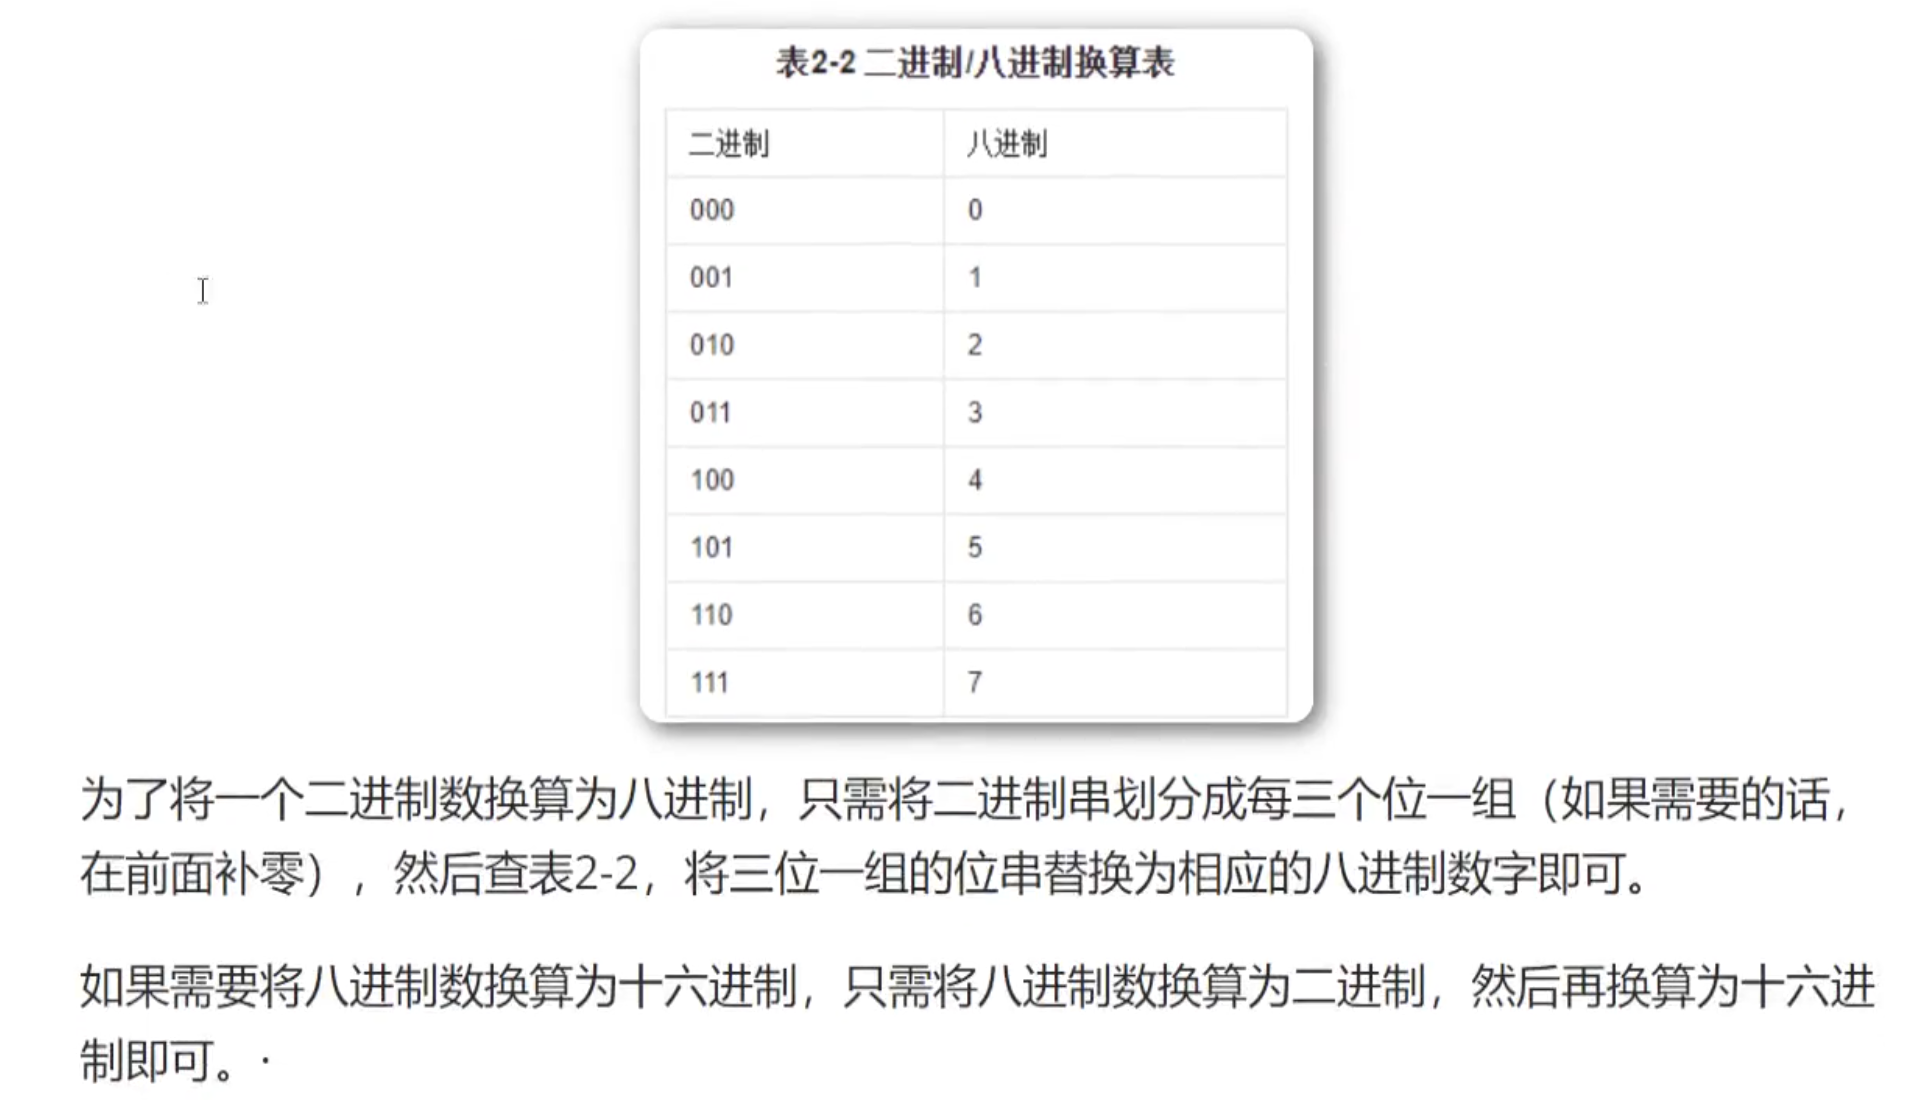 表2-2 二进制/八进制换算表
二进制 八进制
000 0
001 1
010 2
011 3
100 4
101 5
110 6
111 7
为了将一个二进制数换算为八进制，只需将二进制串划分成每三个位一组（如果需要的话，
在前面补零），然后查表2-2，将三位一组的位串替换为相应的八进制数字即可。
如果需要将八进制数换算为十六进制，只需将八进制数换算为二进制，然后再换算为十六进
制即可。·